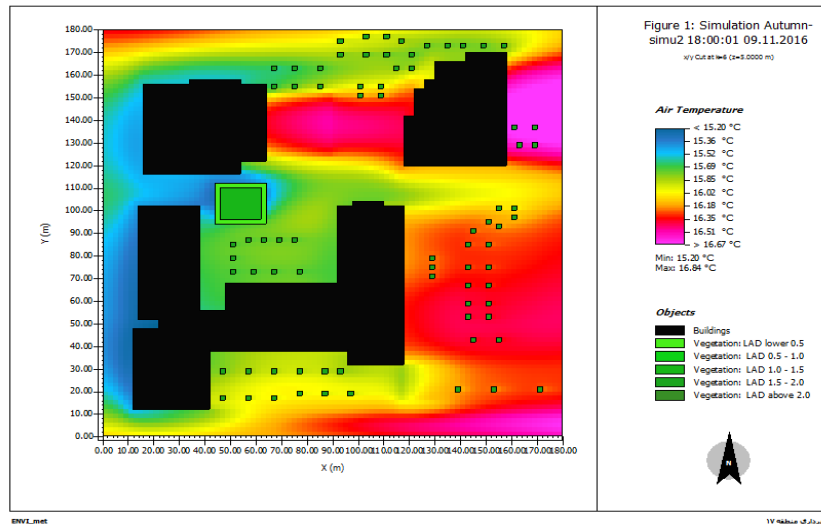 Figure 1: Simulation Autumn-
simu2 18:00:01 09.11.2016
x/y Cut at k=6 (z=5.0000 m)
180.00
170.00
160.00
150.00
140.00
130.00
120.00
110.00
100.00
90.00
80.00
70.00
60.00
50.00
40.00
30.00
20.00
10.00
0.00
Y (m)
0.00 10.00 20.00 30.00 40.00 50.00 60.00 70.00 80.00 90.00 100.00 110.00 120.00 130.00 140.00 150.00 160.00 170.00 180.00
X (m)
Air Temperature
< 15.20 °C
15.36 °C
15.52 °C
15.69 °C
15.85 °C
16.02 °C
16.18 °C
16.35 °C
16.51 °C
> 16.67 °C
Min: 15.20 °C
Max: 16.84 °C
Objects
Buildings
Vegetation: LAD lower 0.5
Vegetation: LAD 0.5 - 1.0
Vegetation: LAD 1.0 - 1.5
Vegetation: LAD 1.5 - 2.0
Vegetation: LAD above 2.0
N
ENVI_met
منطقه ۱۷